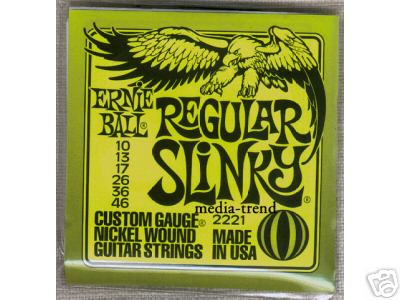 ERNIE BALL®
REGULAR SLINKY
10
13
17
26
36
46
media-trend
CUSTOM GAUGE® 2221
NICKEL WOUND
GUITAR STRINGS
MADE IN USA